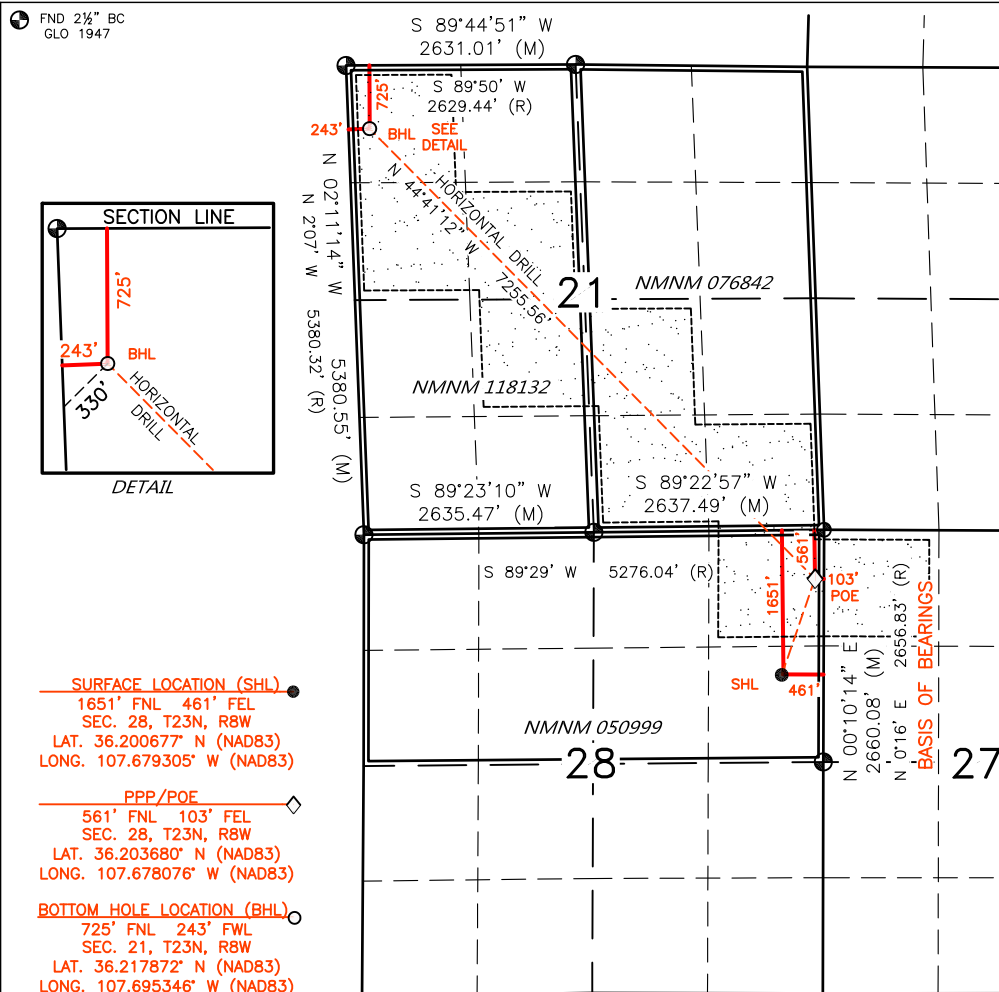 FND 2½" BC
GLO 1947
S 89°44'51" W
2631.01' (M)
S 89°50' W
2629.44' (R)
725'
243'
BHL
SEE
DETAIL
N 02°11'14" W
5380.55' (M)
N 2°07' W
5380.32' (R)
HORIZONTAL DRILL
N 44°41'12" W
7255.56'
21
NMNM 076842
NMNM 118132
SECTION LINE
725'
243'
BHL
330'
HORIZONTAL
DRILL
DETAIL
S 89°23'10" W
2635.47' (M)
S 89°22'57" W
2637.49' (M)
S 89°29' W 5276.04' (R)
561'
103'
POE
1651'
SHL
461'
N 00°10'14" E
2660.08' (M)
N 0°16' E 2656.83' (R)
BASIS OF BEARINGS
NMNM 050999
28
27
SURFACE LOCATION (SHL)
1651' FNL 461' FEL
SEC. 28, T23N, R8W
LAT. 36.200677° N (NAD83)
LONG. 107.679305° W (NAD83)
PPP/POE
561' FNL 103' FEL
SEC. 28, T23N, R8W
LAT. 36.203680° N (NAD83)
LONG. 107.678076° W (NAD83)
BOTTOM HOLE LOCATION (BHL)
725' FNL 243' FWL
SEC. 21, T23N, R8W
LAT. 36.217872° N (NAD83)
LONG. 107.695346° W (NAD83)